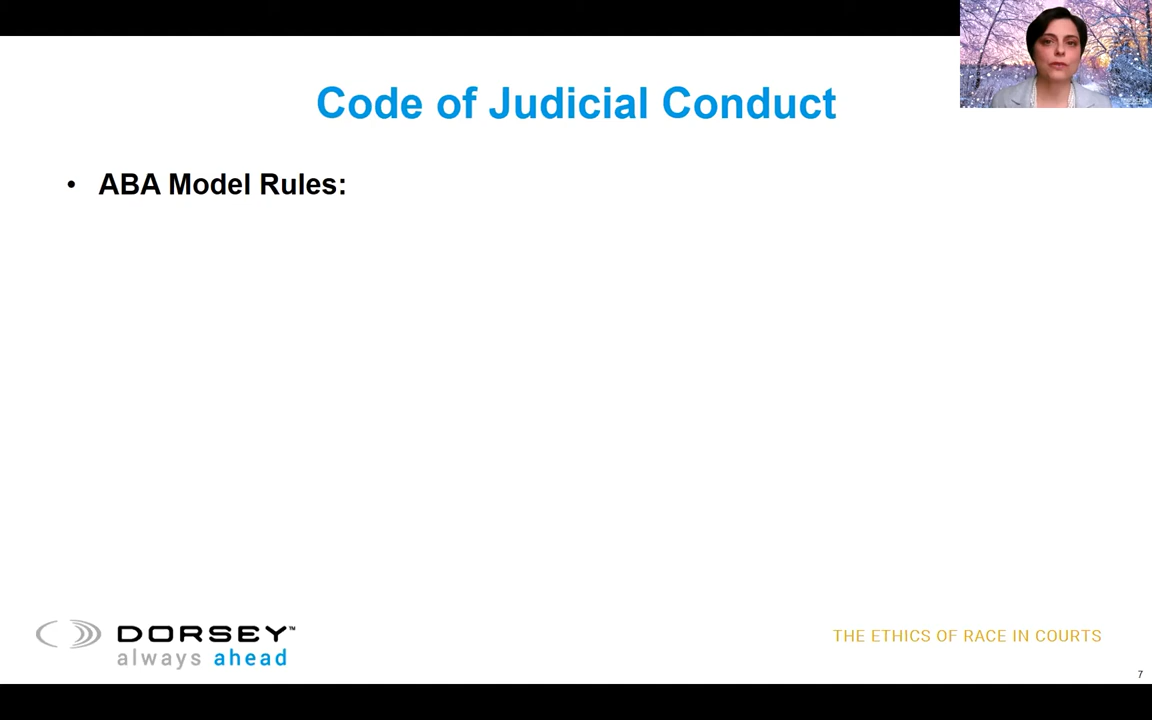 Code of Judicial Conduct
• ABA Model Rules:
DORSEY™
always ahead
THE ETHICS OF RACE IN COURTS
7